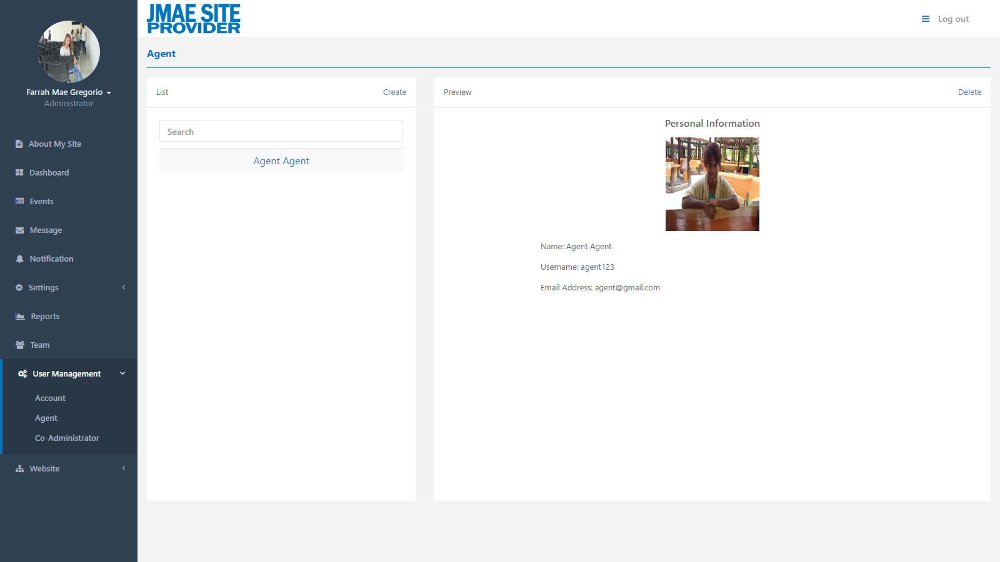 Farrah Mae Gregorio
Administrator
About My Site
Dashboard
Events
Message
Notification
Settings
Reports
Team
User Management
Account
Agent
Co-Administrator
Website
JMAE SITE
PROVIDER
Log out
Agent
List
Create
Search
Agent Agent
Preview
Delete
Personal Information
Name: Agent Agent
Username: agent123
Email Address: agent@gmail.com